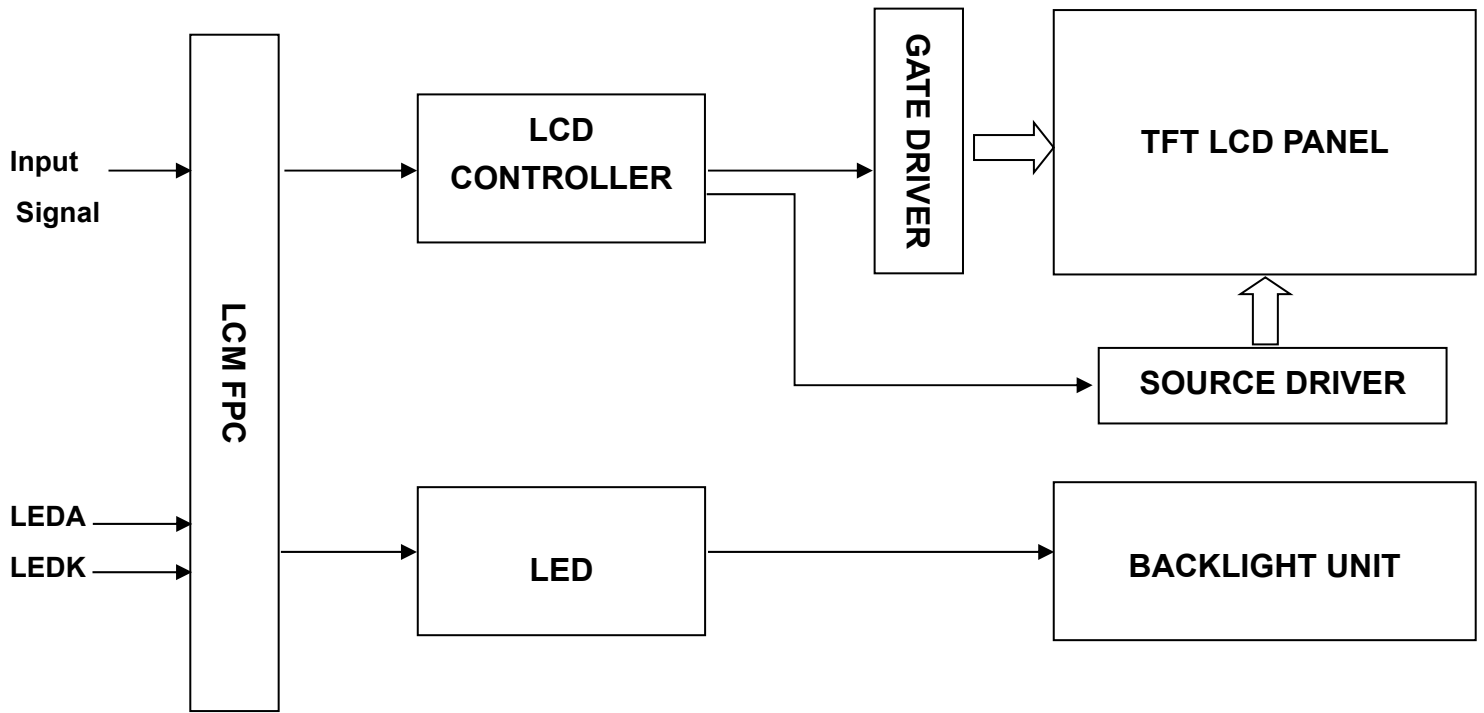 GATE DRIVER
LCD
CONTROLLER
TFT LCD PANEL
Input
Signal
LCM FPC
SOURCE DRIVER
LEDA
LEDK
LED
BACKLIGHT UNIT